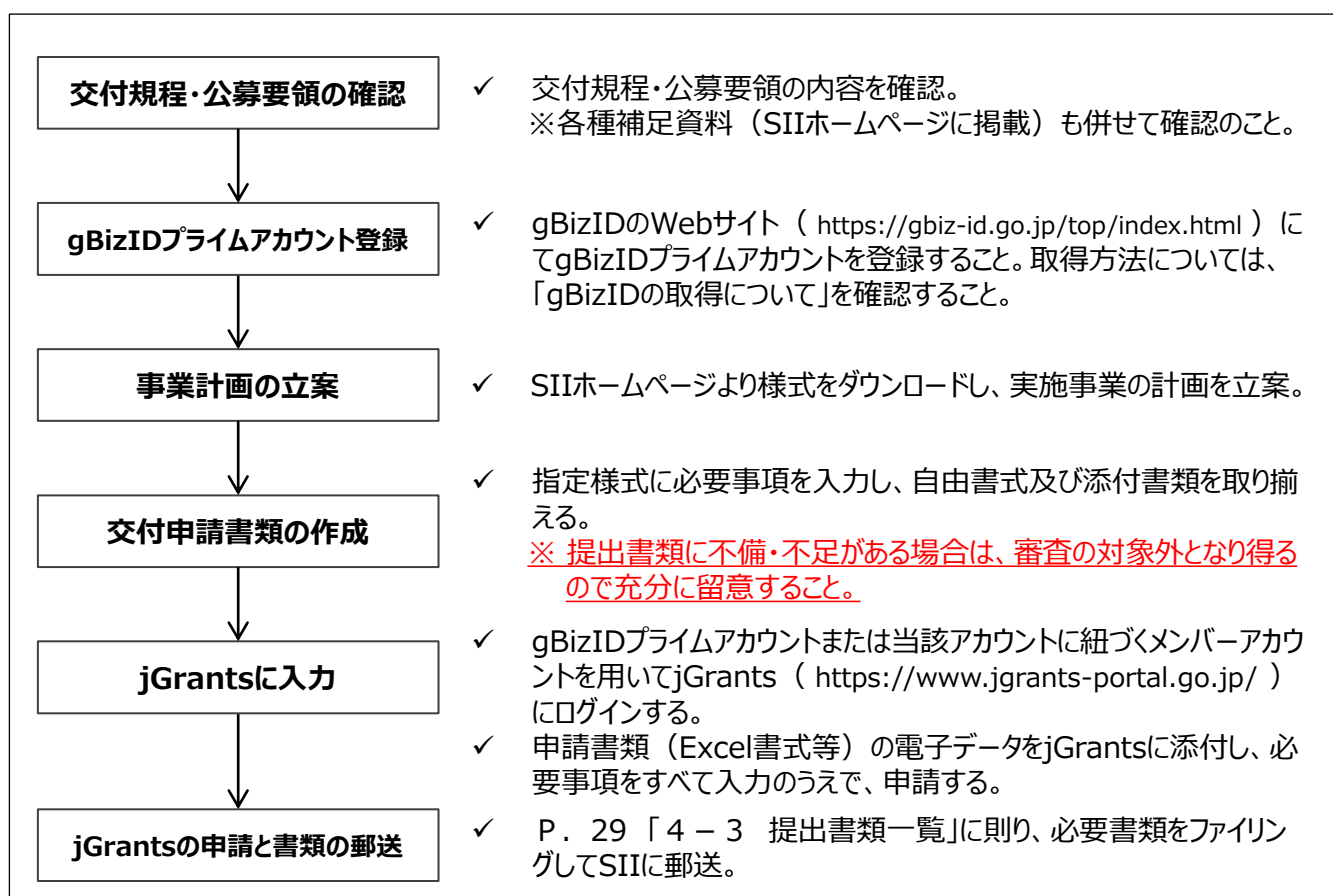 交付規程・公募要領の確認
✓ 交付規程・公募要領の内容を確認。
※各種補足資料（SIIホームページに掲載）も併せて確認のこと。
gBizIDプライムアカウント登録
✓ gBizIDのWebサイト（ https://gbiz-id.go.jp/top/index.html ）に
てgBizIDプライムアカウントを登録すること。取得方法については、
「gBizIDの取得について」を確認すること。
事業計画の立案
✓ SIIホームページより様式をダウンロードし、実施事業の計画を立案。
交付申請書類の作成
✓ 指定様式に必要事項を入力し、自由書式及び添付書類を取り揃
える。
※ 提出書類に不備・不足がある場合は、審査の対象外となり得る
ので充分に留意すること。
jGrantsに入力
✓ gBizIDプライムアカウントまたは当該アカウントに紐づくメンバーアカウ
ントを用いてjGrants（ https://www.jgrants-portal.go.jp/ ）
にログインする。
✓ 申請書類（Excel書式等）の電子データをjGrantsに添付し、必
要事項をすべて入力のうえで、申請する。
jGrantsの申請と書類の郵送
✓ P．29「４－３ 提出書類一覧」に則り、必要書類をファイリン
グしてSIIに郵送。